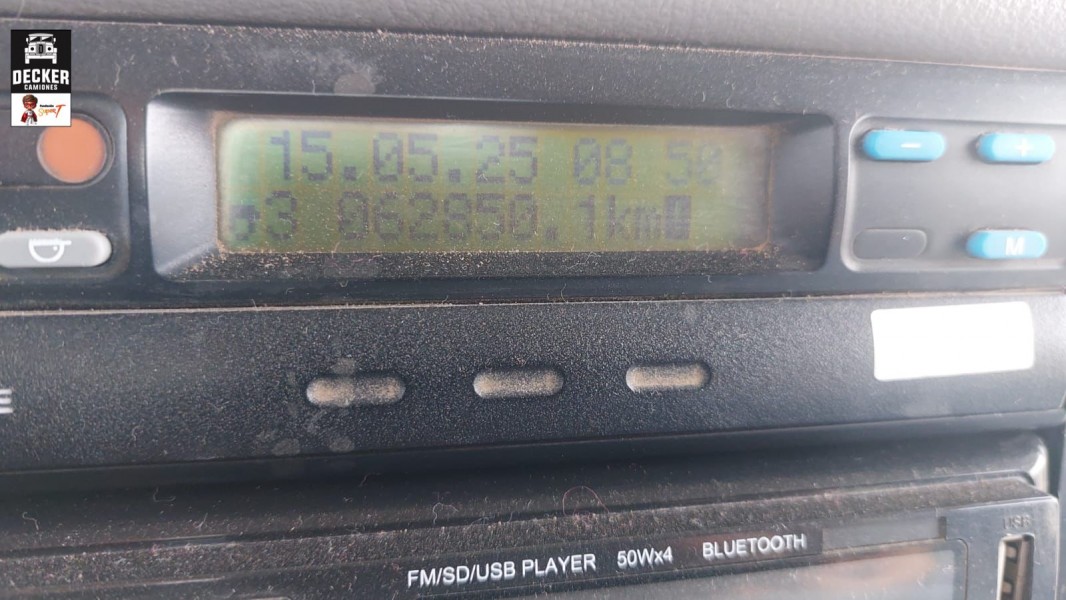 DECKER
CAMIONES
15.05.25 08 50
3 062850.1km
− +
M
E
FM/SD/USB PLAYER 50Wx4 BLUETOOTH
USB